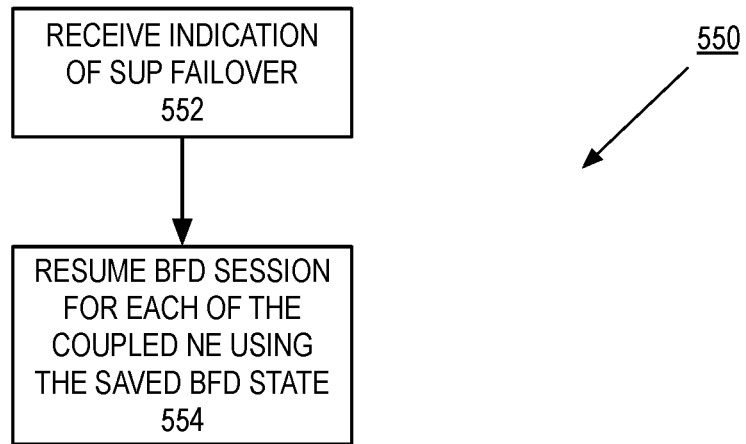 RECEIVE INDICATION
OF SUP FAILOVER
552
550
RESUME BFD SESSION
FOR EACH OF THE
COUPLED NE USING
THE SAVED BFD STATE
554